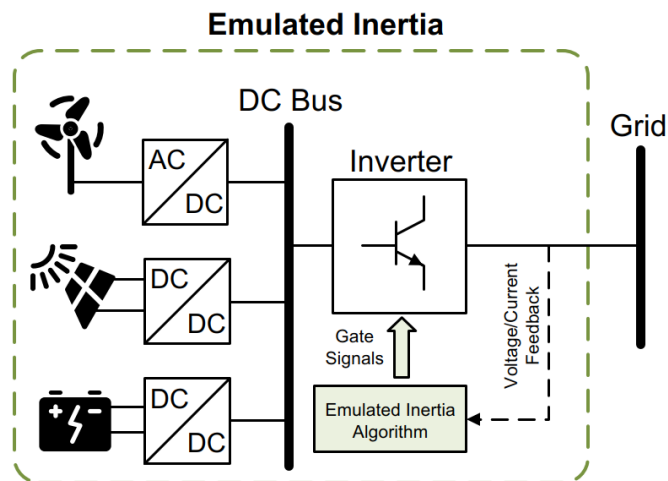 Emulated Inertia
DC Bus
Grid
AC
DC
Inverter
DC
DC
Gate
Signals
Voltage/Current
Feedback
DC
DC
Emulated Inertia
Algorithm